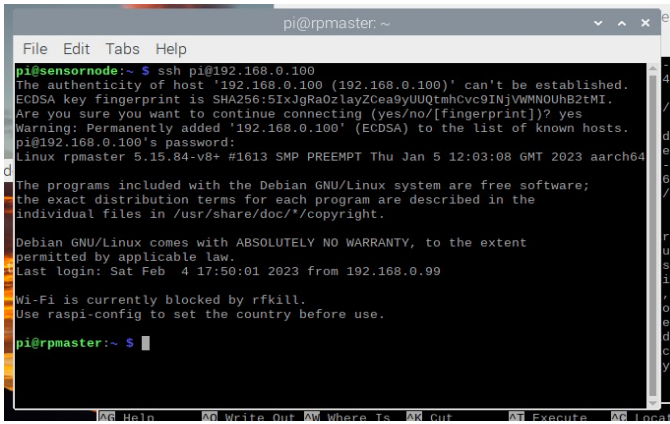 pi@rpmaster: ~
File Edit Tabs Help
pi@sensornode:~ $ ssh pi@192.168.0.100
The authenticity of host '192.168.0.100 (192.168.0.100)' can't be established.
ECDSA key fingerprint is SHA256:5IxJgRaOzlayZCea9yUUQtmhCvc9INjVWMNOUhB2tMI.
Are you sure you want to continue connecting (yes/no/[fingerprint])? yes
Warning: Permanently added '192.168.0.100' (ECDSA) to the list of known hosts.
pi@192.168.0.100's password:
Linux rpmaster 5.15.84-v8+ #1613 SMP PREEMPT Thu Jan 5 12:03:08 GMT 2023 aarch64
The programs included with the Debian GNU/Linux system are free software;
the exact distribution terms for each program are described in the
individual files in /usr/share/doc/*/copyright.
Debian GNU/Linux comes with ABSOLUTELY NO WARRANTY, to the extent
permitted by applicable law.
Last login: Sat Feb 4 17:50:01 2023 from 192.168.0.99
Wi-Fi is currently blocked by rfkill.
Use raspi-config to set the country before use.
pi@rpmaster:~ $
^G Help ^O Write Out ^W Where Is ^K Cut ^T Execute ^C Locat